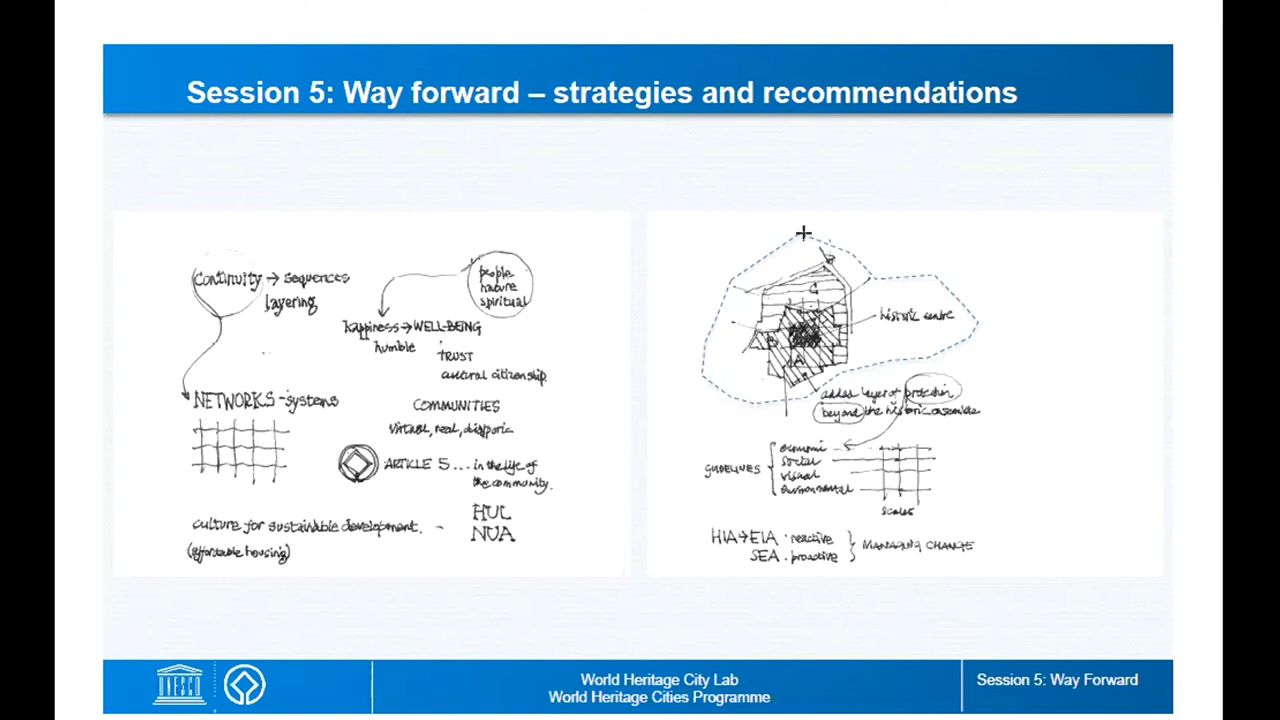 Session 5: Way forward – strategies and recommendations
Continuity → SEQUENCES
layering
people
nature
spiritual
happiness → WELL-BEING
humble
TRUST
cultural citizenship.
NETWORKS - systems
COMMUNITIES
virtual, real, diasporic
ARTICLE 5 ... in the life of
the community.
culture for sustainable development. -
(affordable housing)
HUL
NUA
C
B
A
historic centre
added layer of protection
beyond the historic ensemble
GUIDELINES
economic
social
visual
environmental
scales
HIA → EIA . reactive
SEA . proactive
MANAGING CHANGE
UNESCO
World Heritage City Lab
World Heritage Cities Programme
Session 5: Way Forward